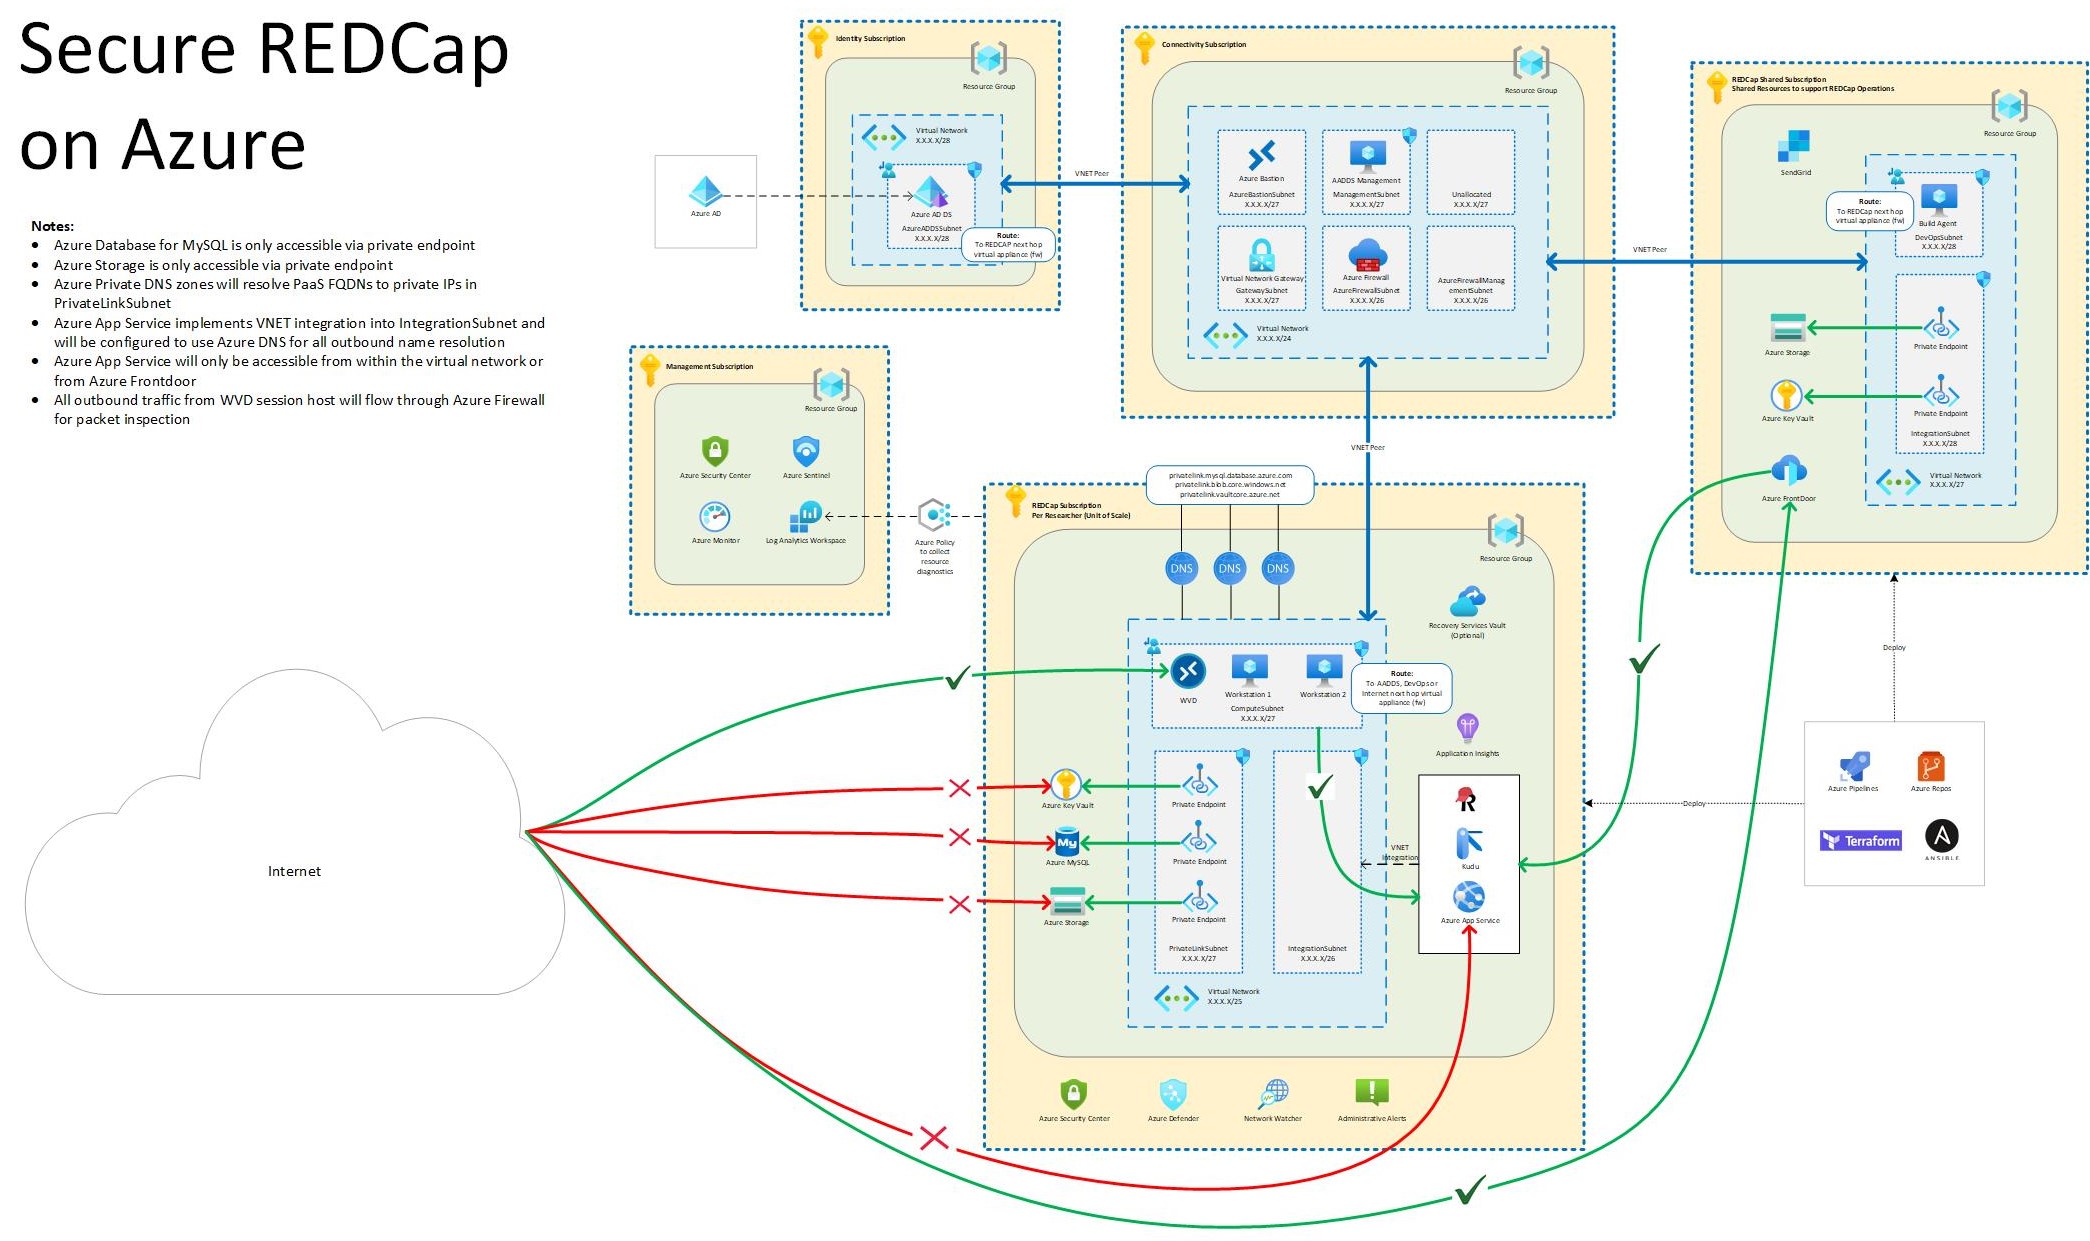 Secure REDCap
on Azure
Notes:
• Azure Database for MySQL is only accessible via private endpoint
• Azure Storage is only accessible via private endpoint
• Azure Private DNS zones will resolve PaaS FQDNs to private IPs in
PrivateLinkSubnet
• Azure App Service implements VNET integration into IntegrationSubnet and
will be configured to use Azure DNS for all outbound name resolution
• Azure App Service will only be accessible from within the virtual network or
from Azure Frontdoor
• All outbound traffic from WVD session host will flow through Azure Firewall
for packet inspection
Azure AD
Identity Subscription
Resource Group
Virtual Network
X.X.X.X/28
Azure AD DS
AzureADDSSubnet
X.X.X.X/28
Route:
To REDCAP next hop
virtual appliance (fw)
VNET Peer
Connectivity Subscription
Resource Group
Azure Bastion
AzureBastionSubnet
X.X.X.X/27
AADDS Management
ManagementSubnet
X.X.X.X/27
Unallocated
X.X.X.X/27
Virtual Network Gateway
GatewaySubnet
X.X.X.X/27
Azure Firewall
AzureFirewallSubnet
X.X.X.X/26
AzureFirewallManag
ementSubnet
X.X.X.X/26
Virtual Network
X.X.X.X/24
VNET Peer
REDCap Shared Subscription
Shared Resources to support REDCap Operations
Resource Group
SendGrid
Route:
To REDCap next hop
virtual appliance (fw)
Build Agent
DevOpsSubnet
X.X.X.X/28
Azure Storage
Private Endpoint
Azure Key Vault
Private Endpoint
IntegrationSubnet
X.X.X.X/28
Azure FrontDoor
Virtual Network
X.X.X.X/27
Management Subscription
Resource Group
Azure Security Center
Azure Sentinel
Azure Monitor
Log Analytics Workspace
Azure Policy
to collect
resource
diagnostics
VNET Peer
privatelink.mysql.database.azure.com
privatelink.blob.core.windows.net
privatelink.vaultcore.azure.net
REDCap Subscription
Per Researcher (Unit of Scale)
Resource Group
DNS
DNS
DNS
Recovery Services Vault
(Optional)
WVD
Workstation 1
Workstation 2
ComputeSubnet
X.X.X.X/27
Route:
To AADDS, DevOps or
Internet next hop virtual
appliance (fw)
Application Insights
Azure Key Vault
Private Endpoint
My
Azure MySQL
Private Endpoint
Azure Storage
Private Endpoint
PrivateLinkSubnet
X.X.X.X/27
IntegrationSubnet
X.X.X.X/26
VNET
Integration
R
Kudu
Azure App Service
Virtual Network
X.X.X.X/25
Azure Security Center
Azure Defender
Network Watcher
Administrative Alerts
Internet
Deploy
Deploy
Azure Pipelines
Azure Repos
Terraform
ANSIBLE